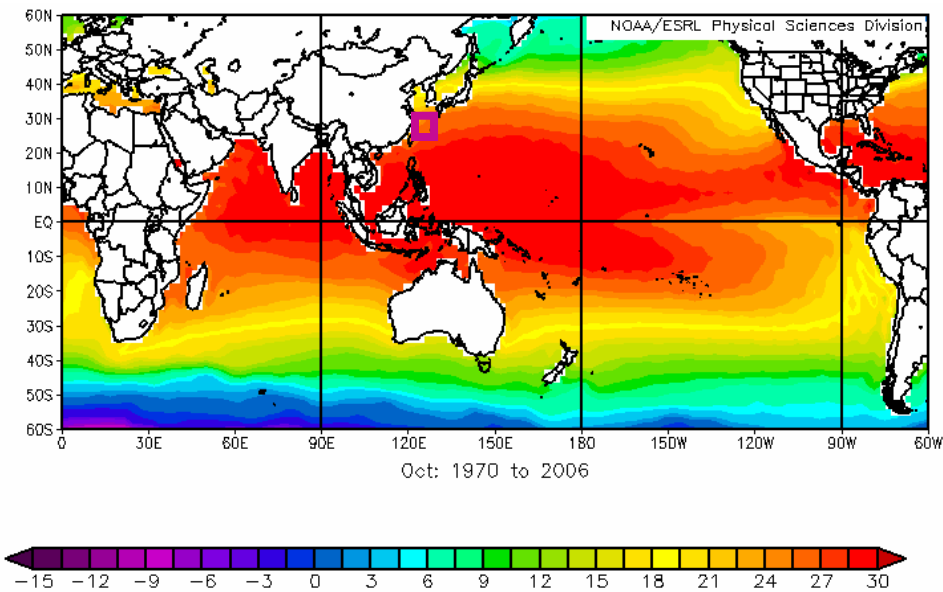 60N
NOAA/ESRL Physical Sciences Division
50N
40N
30N
20N
10N
EQ
10S
20S
30S
40S
50S
60S
0 30E 60E 90E 120E 150E 180 150W 120W 90W 60W
Oct: 1970 to 2006
−15 −12 −9 −6 −3 0 3 6 9 12 15 18 21 24 27 30